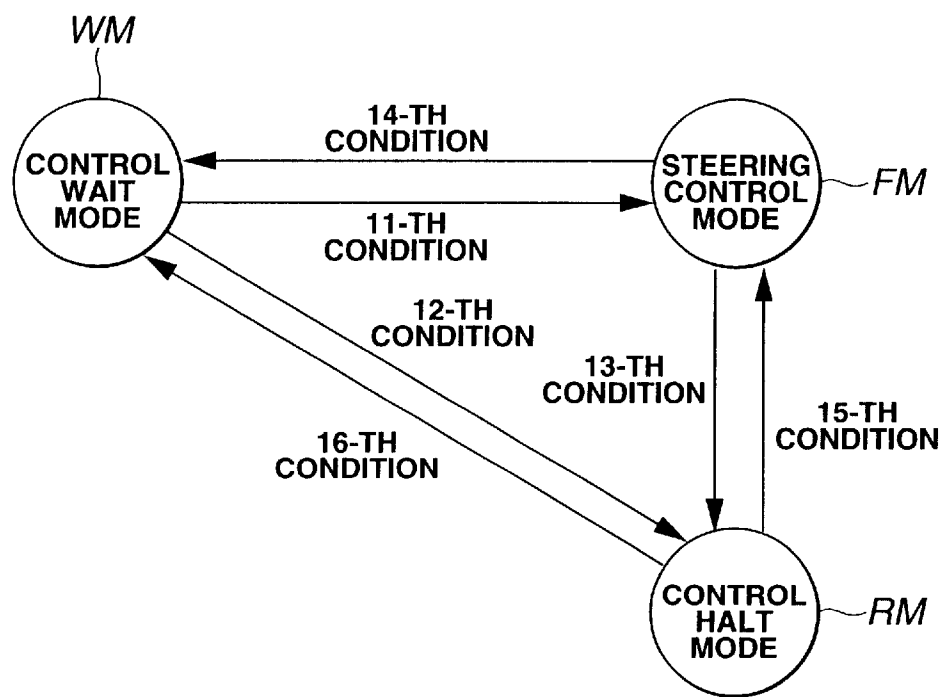 WM
14-TH
CONDITION
CONTROL
WAIT
MODE
STEERING
CONTROL
MODE
FM
11-TH
CONDITION
12-TH
CONDITION
13-TH
CONDITION
15-TH
CONDITION
16-TH
CONDITION
CONTROL
HALT
MODE
RM